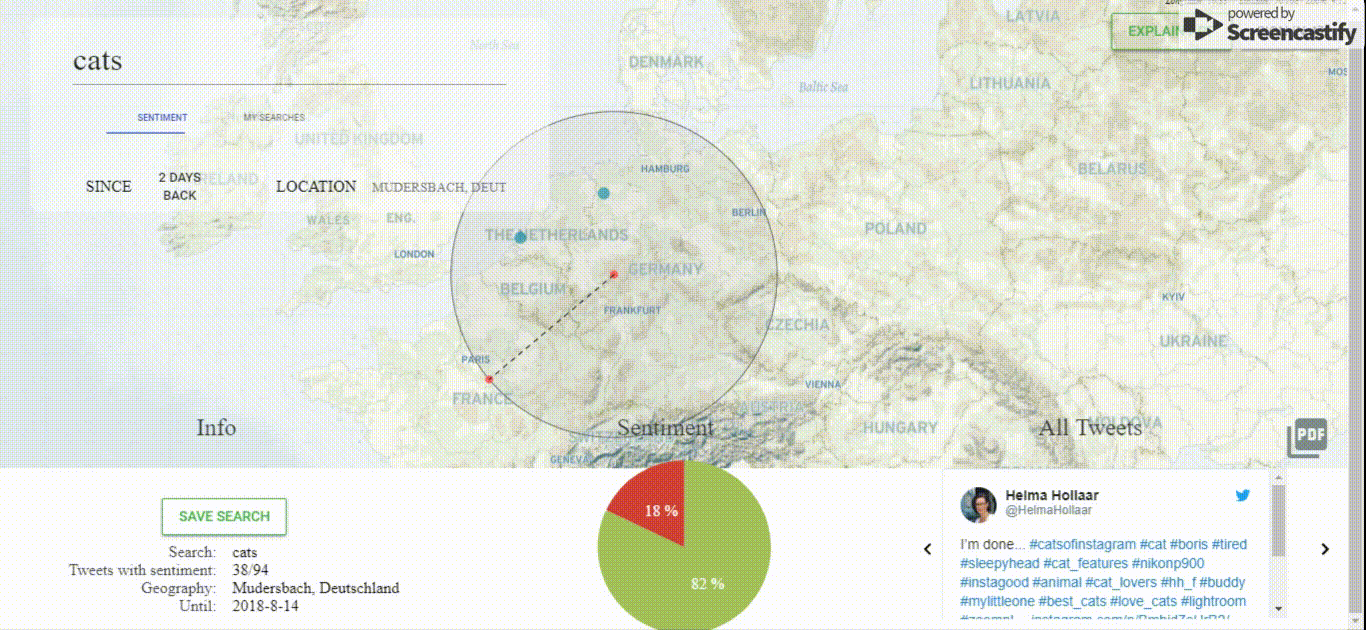 powered by
Screencastify
EXPLAI
cats
SENTIMENT
MY SEARCHES
SINCE
2 DAYS
BACK
LOCATION
MUDERSBACH, DEUT
North Sea
LATVIA
DENMARK
Baltic Sea
LITHUANIA
MOS
UNITED KINGDOM
RELAND
HAMBURG
BELARUS
WALES
ENG.
BERLIN
THE NETHERLANDS
POLAND
LONDON
GERMANY
BELGIUM
KYIV
FRANKFURT
CZECHIA
UKRAINE
PARIS
VIENNA
FRANCE
AUSTRIA
HUNGARY
MOLDOVA
GENEVA
Info
Sentiment
All Tweets
PDF
SAVE SEARCH
Search: cats
Tweets with sentiment: 38/94
Geography: Mudersbach, Deutschland
Until: 2018-8-14
18 %
82 %
Helma Hollaar
@HelmaHollaar
I'm done... #catsofinstagram #cat #boris #tired
#sleepyhead #cat_features #nikonp900
#instagood #animal #cat_lovers #hh_f #buddy
#mylittleone #best_cats #love_cats #lightroom